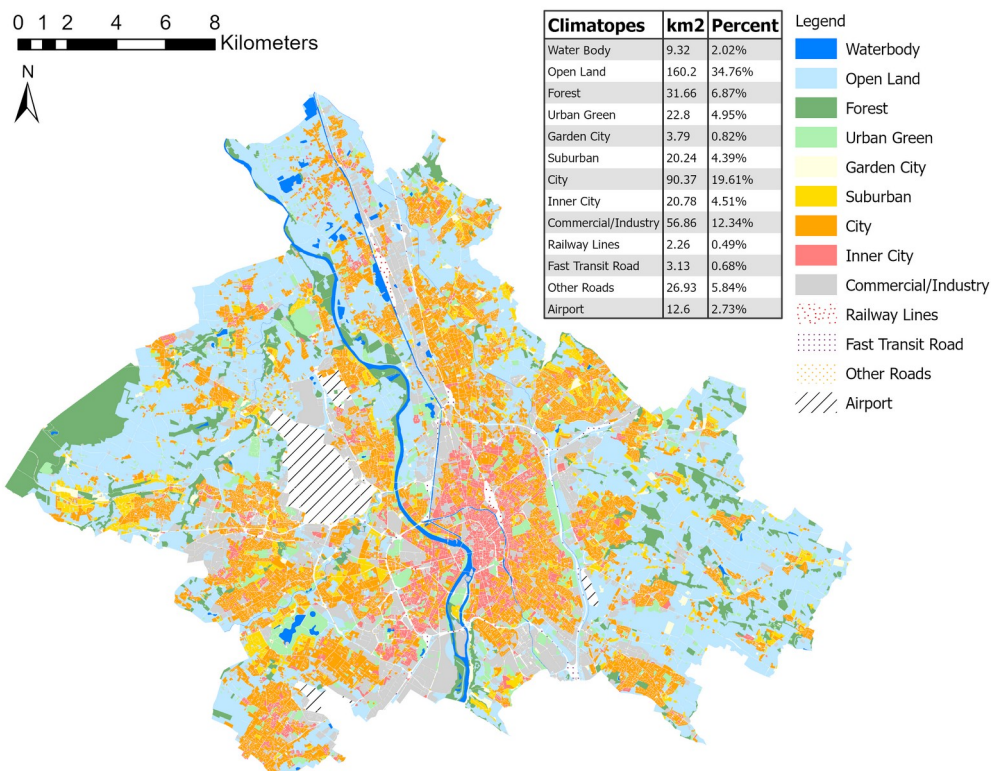 0 1 2 4 6 8
Kilometers
N
Climatopes km2 Percent
Water Body 9.32 2.02%
Open Land 160.2 34.76%
Forest 31.66 6.87%
Urban Green 22.8 4.95%
Garden City 3.79 0.82%
Suburban 20.24 4.39%
City 90.37 19.61%
Inner City 20.78 4.51%
Commercial/Industry 56.86 12.34%
Railway Lines 2.26 0.49%
Fast Transit Road 3.13 0.68%
Other Roads 26.93 5.84%
Airport 12.6 2.73%
Legend
Waterbody
Open Land
Forest
Urban Green
Garden City
Suburban
City
Inner City
Commercial/Industry
Railway Lines
Fast Transit Road
Other Roads
Airport